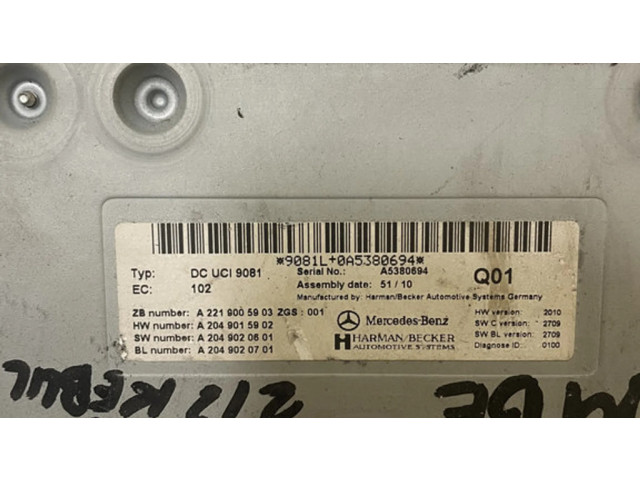 *9081L+0A5380694*
Typ: DC UCI 9081 Serial No.: A5380694 Q01
EC: 102 Assembly date: 51 / 10
Manufactured by: Harman/Becker Automotive Systems Germany
ZB number: A 221 900 59 03 ZGS : 001 HW version: 2010
HW number: A 204 901 59 02 Mercedes-Benz SW C version: 2709
SW number: A 204 902 06 01 HARMAN/BECKER SW BL version: 2709
BL number: A 204 902 07 01 AUTOMOTIVE SYSTEMS Diagnose ID: 0100
212